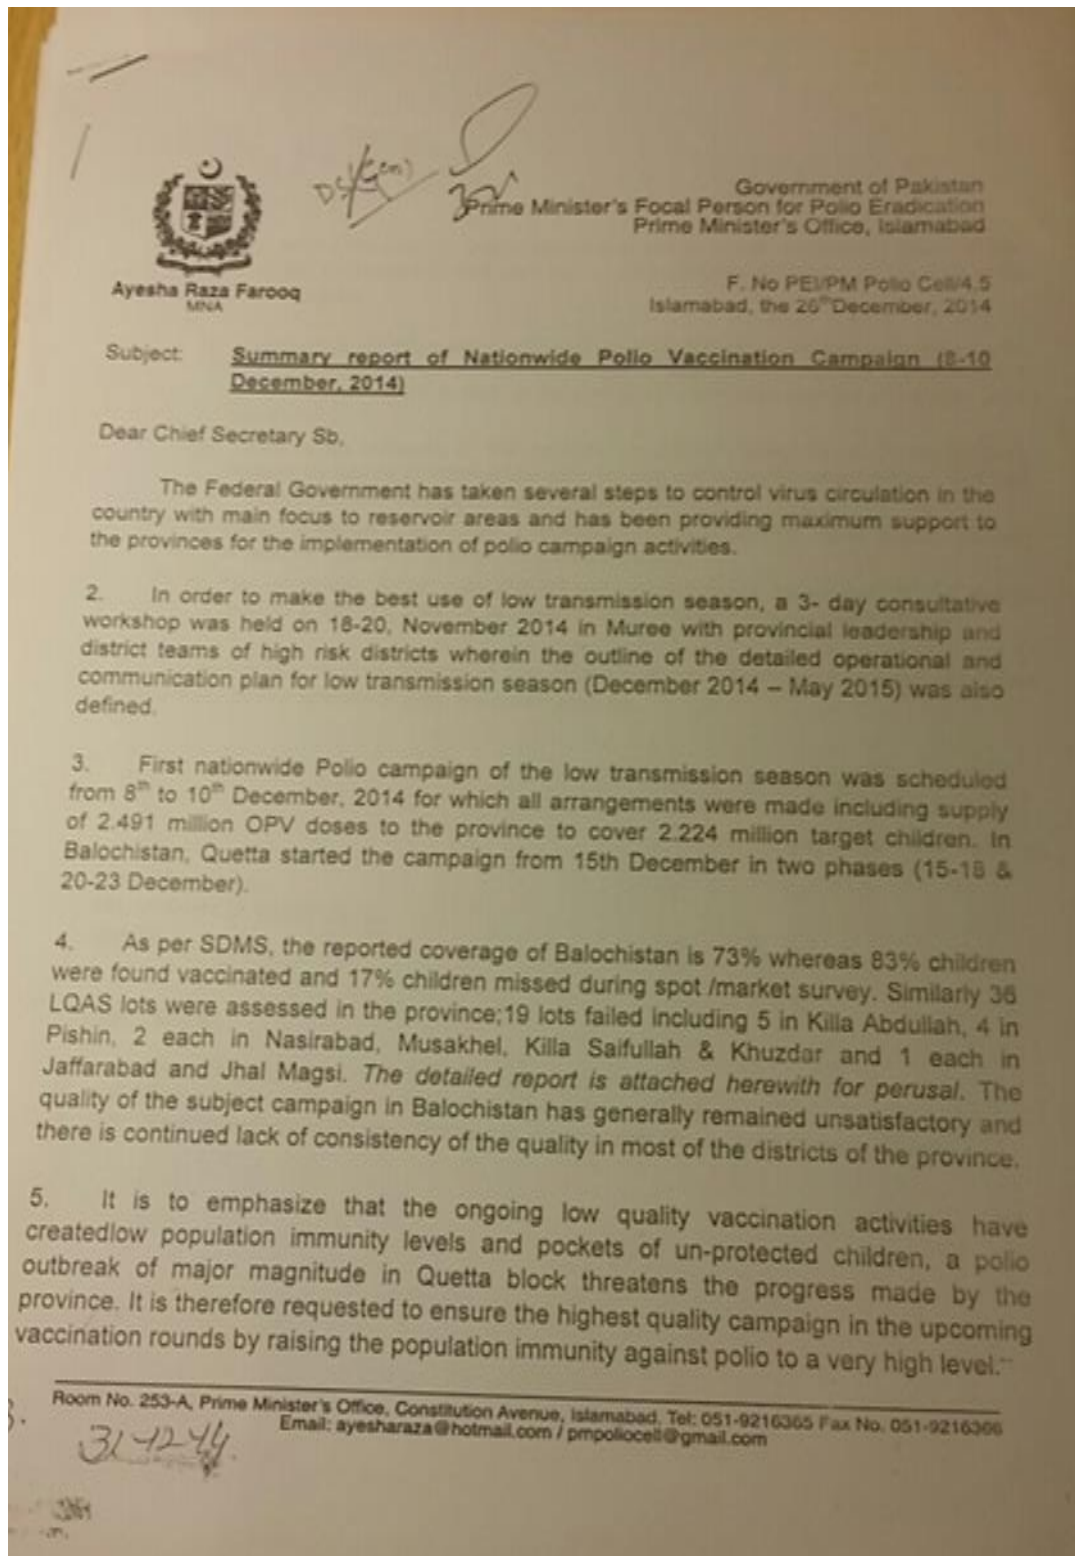 Government of Pakistan
Prime Minister's Focal Person for Polio Eradication
Prime Minister's Office, Islamabad
Ayesha Raza Farooq
MNA
F. No PEI/PM Polio Cell/4.5
Islamabad, the 26th December, 2014
Subject: Summary report of Nationwide Polio Vaccination Campaign (8-10
December, 2014)
Dear Chief Secretary Sb,
The Federal Government has taken several steps to control virus circulation in the
country with main focus to reservoir areas and has been providing maximum support to
the provinces for the implementation of polio campaign activities.
2. In order to make the best use of low transmission season, a 3- day consultative
workshop was held on 18-20, November 2014 in Muree with provincial leadership and
district teams of high risk districts wherein the outline of the detailed operational and
communication plan for low transmission season (December 2014 – May 2015) was also
defined.
3. First nationwide Polio campaign of the low transmission season was scheduled
from 8th to 10th December, 2014 for which all arrangements were made including supply
of 2.491 million OPV doses to the province to cover 2.224 million target children. In
Balochistan, Quetta started the campaign from 15th December in two phases (15-18 &
20-23 December).
4. As per SDMS, the reported coverage of Balochistan is 73% whereas 83% children
were found vaccinated and 17% children missed during spot /market survey. Similarly 36
LQAS lots were assessed in the province;19 lots failed including 5 in Killa Abdullah, 4 in
Pishin, 2 each in Nasirabad, Musakhel, Killa Saifullah & Khuzdar and 1 each in
Jaffarabad and Jhal Magsi. The detailed report is attached herewith for perusal. The
quality of the subject campaign in Balochistan has generally remained unsatisfactory and
there is continued lack of consistency of the quality in most of the districts of the province.
5. It is to emphasize that the ongoing low quality vaccination activities have
createdlow population immunity levels and pockets of un-protected children, a polio
outbreak of major magnitude in Quetta block threatens the progress made by the
province. It is therefore requested to ensure the highest quality campaign in the upcoming
vaccination rounds by raising the population immunity against polio to a very high level.
Room No. 253-A, Prime Minister's Office, Constitution Avenue, Islamabad. Tel: 051-9216365 Fax No. 051-9216366
Email: ayesharaza@hotmail.com / pmpoliocell@gmail.com
31-12-14